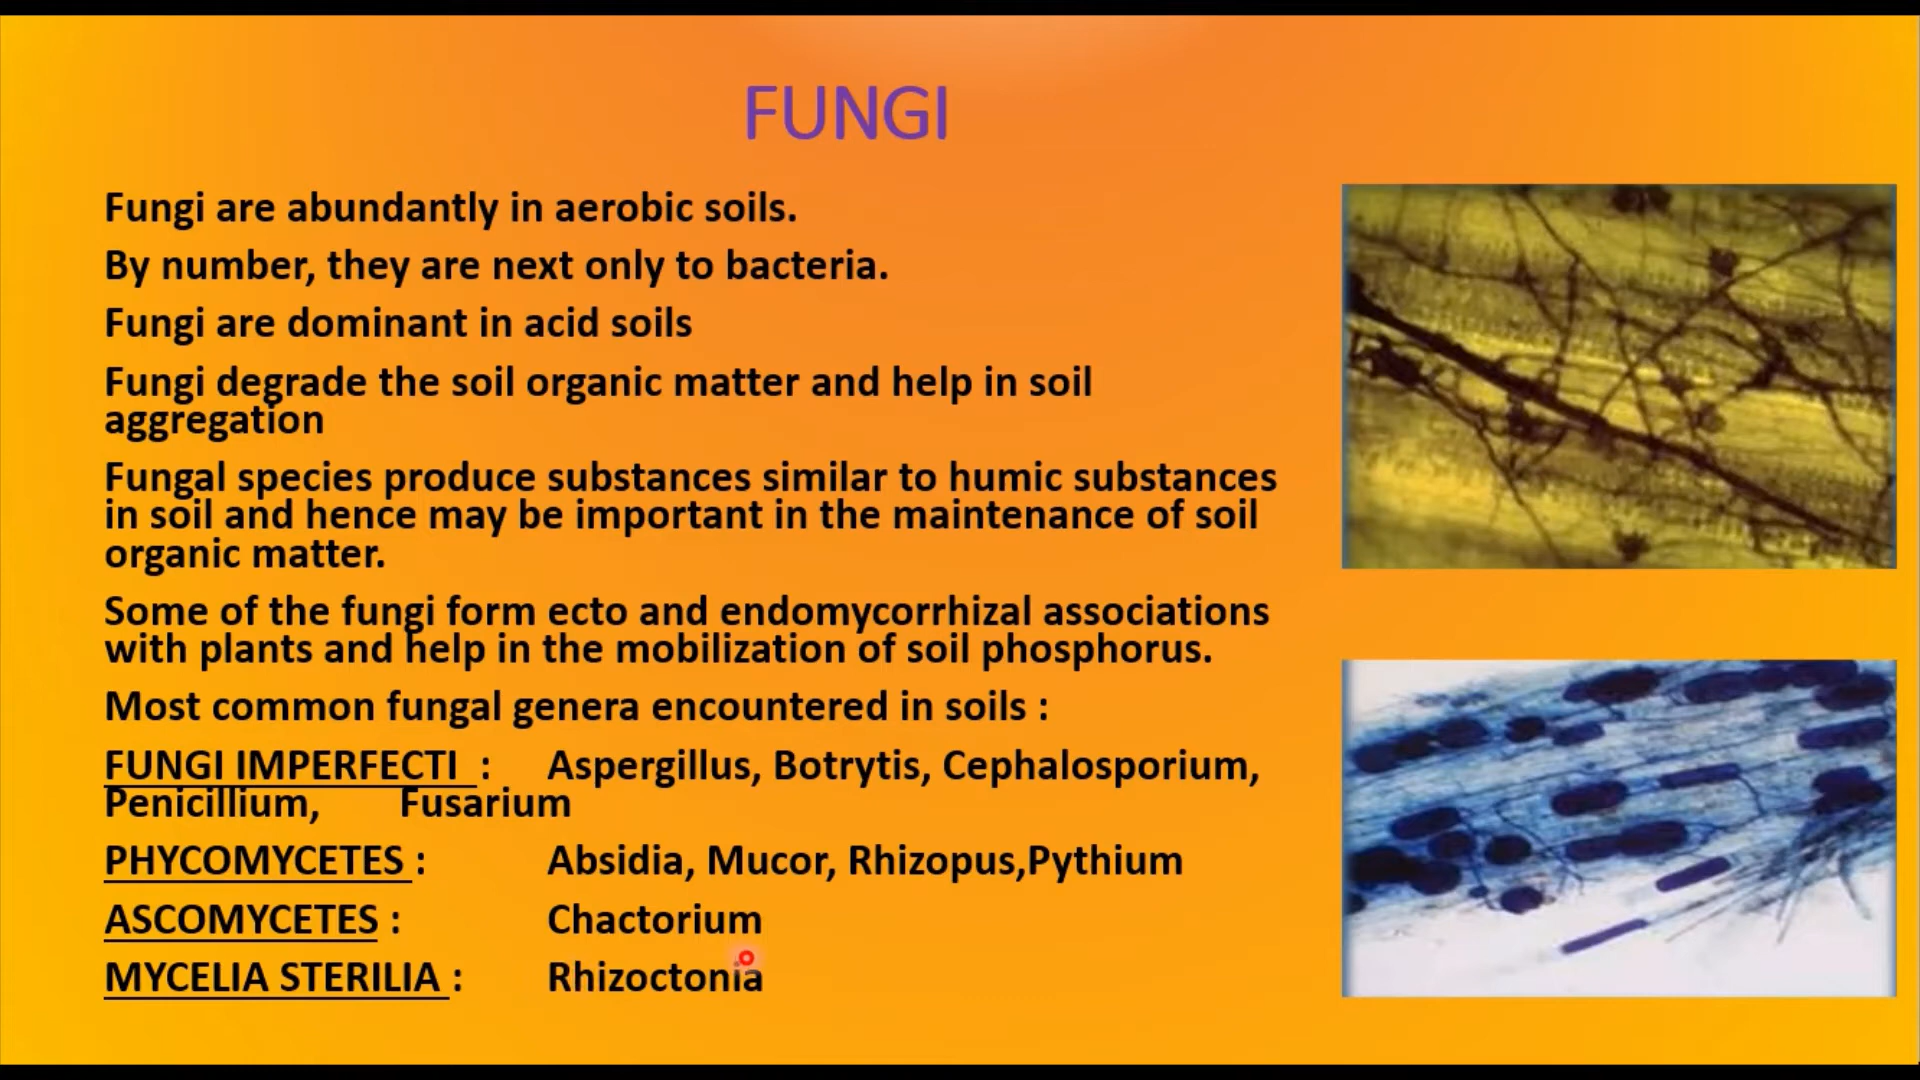 FUNGI
Fungi are abundantly in aerobic soils.
By number, they are next only to bacteria.
Fungi are dominant in acid soils
Fungi degrade the soil organic matter and help in soil
aggregation
Fungal species produce substances similar to humic substances
in soil and hence may be important in the maintenance of soil
organic matter.
Some of the fungi form ecto and endomycorrhizal associations
with plants and help in the mobilization of soil phosphorus.
Most common fungal genera encountered in soils :
FUNGI IMPERFECTI : Aspergillus, Botrytis, Cephalosporium,
Penicillium, Fusarium
PHYCOMYCETES : Absidia, Mucor, Rhizopus,Pythium
ASCOMYCETES : Chactorium
MYCELIA STERILIA : Rhizoctonia